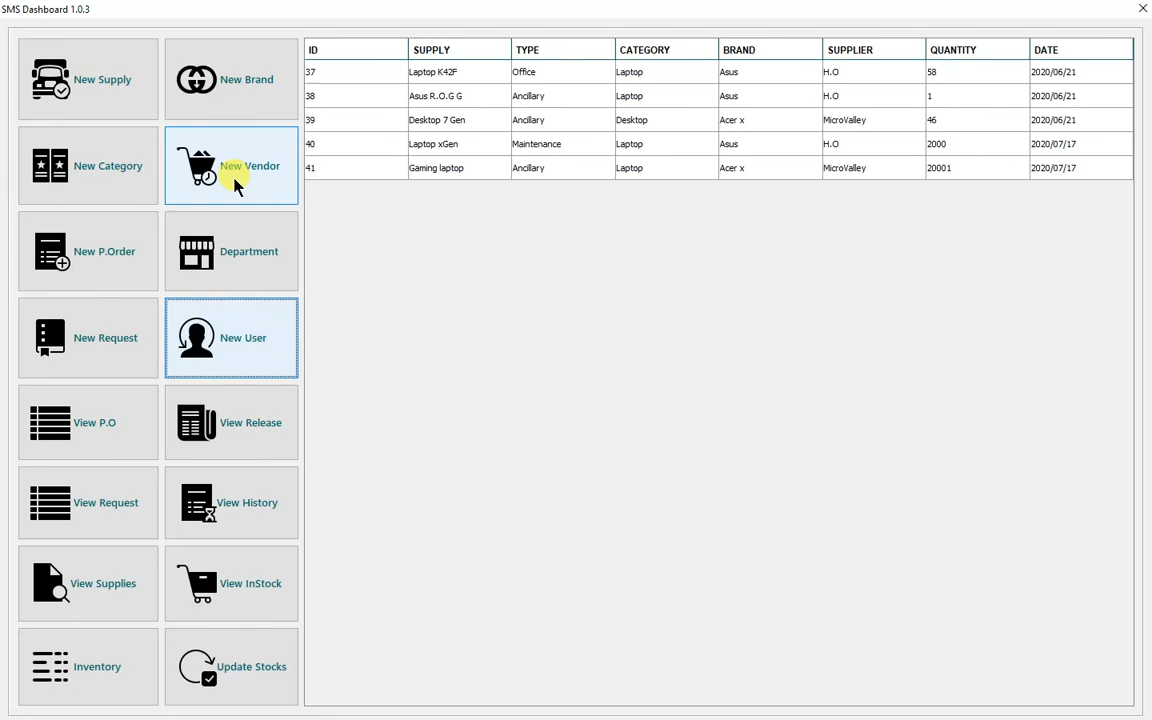 SMS Dashboard 1.0.3
New Supply
New Brand
New Category
New Vendor
New P.Order
Department
New Request
New User
View P.O
View Release
View Request
View History
View Supplies
View InStock
Inventory
Update Stocks
ID SUPPLY TYPE CATEGORY BRAND SUPPLIER QUANTITY DATE
37 Laptop K42F Office Laptop Asus H.O 58 2020/06/21
38 Asus R.O.G G Ancillary Laptop Asus H.O 1 2020/06/21
39 Desktop 7 Gen Ancillary Desktop Acer x MicroValley 46 2020/06/21
40 Laptop xGen Maintenance Laptop Asus H.O 2000 2020/07/17
41 Gaming laptop Ancillary Laptop Acer x MicroValley 20001 2020/07/17